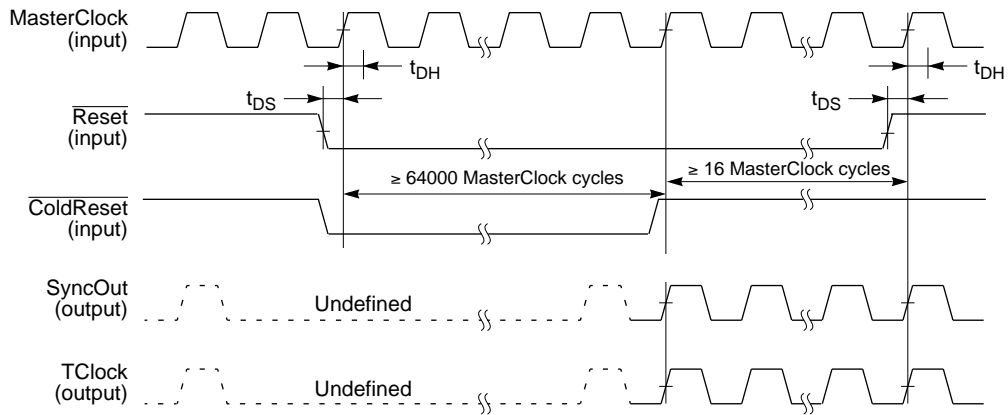 MasterClock
(input)
tDH
tDH
tDS
tDS
Reset
(input)
≥ 64000 MasterClock cycles
≥ 16 MasterClock cycles
ColdReset
(input)
SyncOut
(output)
Undefined
TClock
(output)
Undefined